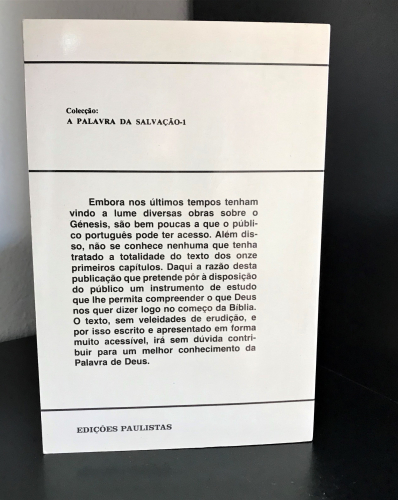 Colecção:
A PALAVRA DA SALVAÇÃO-1
Embora nos últimos tempos tenham
vindo a lume diversas obras sobre o
Génesis, são bem poucas a que o públi-
co português pode ter acesso. Além dis-
so, não se conhece nenhuma que tenha
tratado a totalidade do texto dos onze
primeiros capítulos. Daqui a razão desta
publicação que pretende pôr à disposição
do público um instrumento de estudo
que lhe permita compreender o que Deus
nos quer dizer logo no começo da Bíblia.
O texto, sem veleidades de erudição, e
por isso escrito e apresentado em forma
muito acessível, irá sem dúvida contri-
buir para um melhor conhecimento da
Palavra de Deus.
EDIÇÕES PAULISTAS